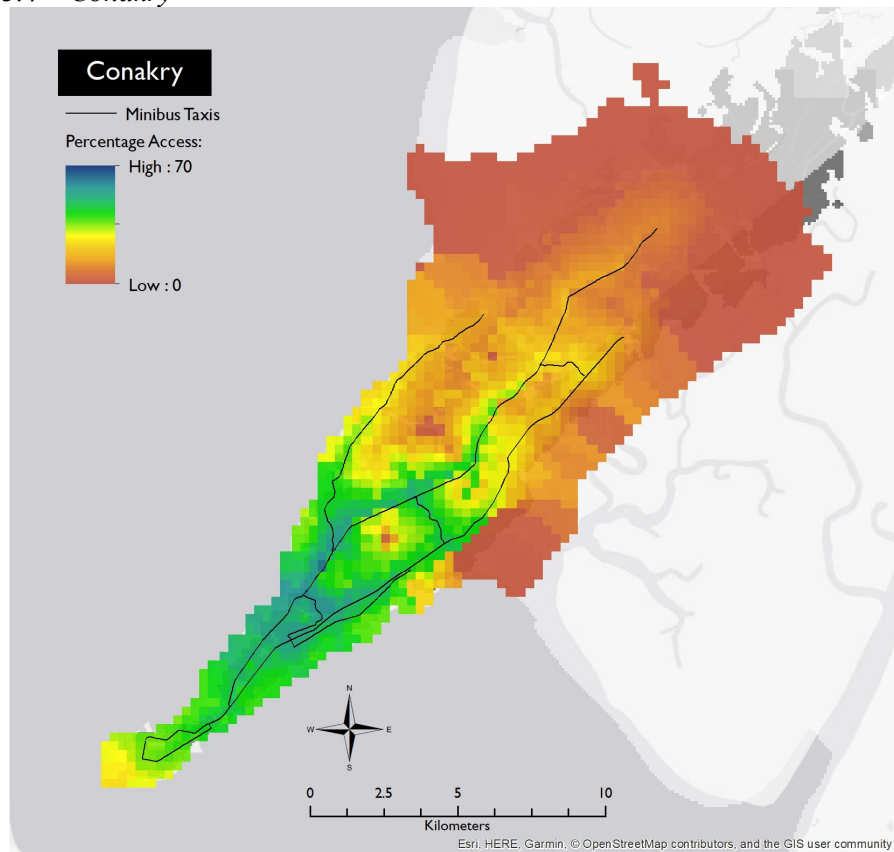 Conakry
Minibus Taxis
Percentage Access:
High : 70
Low : 0
N
W E
S
0 2.5 5 10
Kilometers
Esri, HERE, Garmin, © OpenStreetMap contributors, and the GIS user community